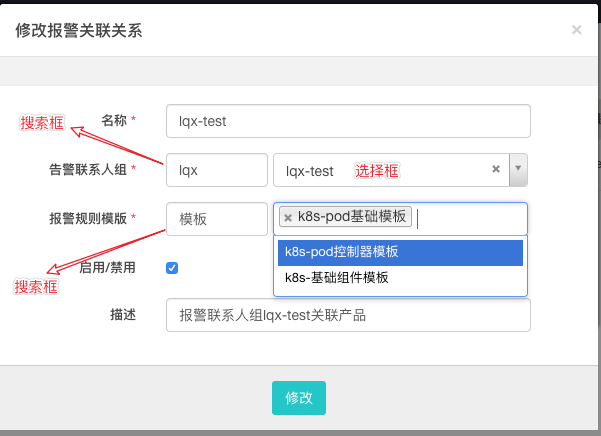 修改报警关联关系 ×
名称 * lqx-test
搜索框
告警联系人组 * lqx lqx-test 选择框 ×
报警规则模版 * 模板 × k8s-pod基础模板
k8s-pod控制器模板
启用/禁用
k8s-基础组件模板
搜索框
描述 报警联系人组lqx-test关联产品
修改